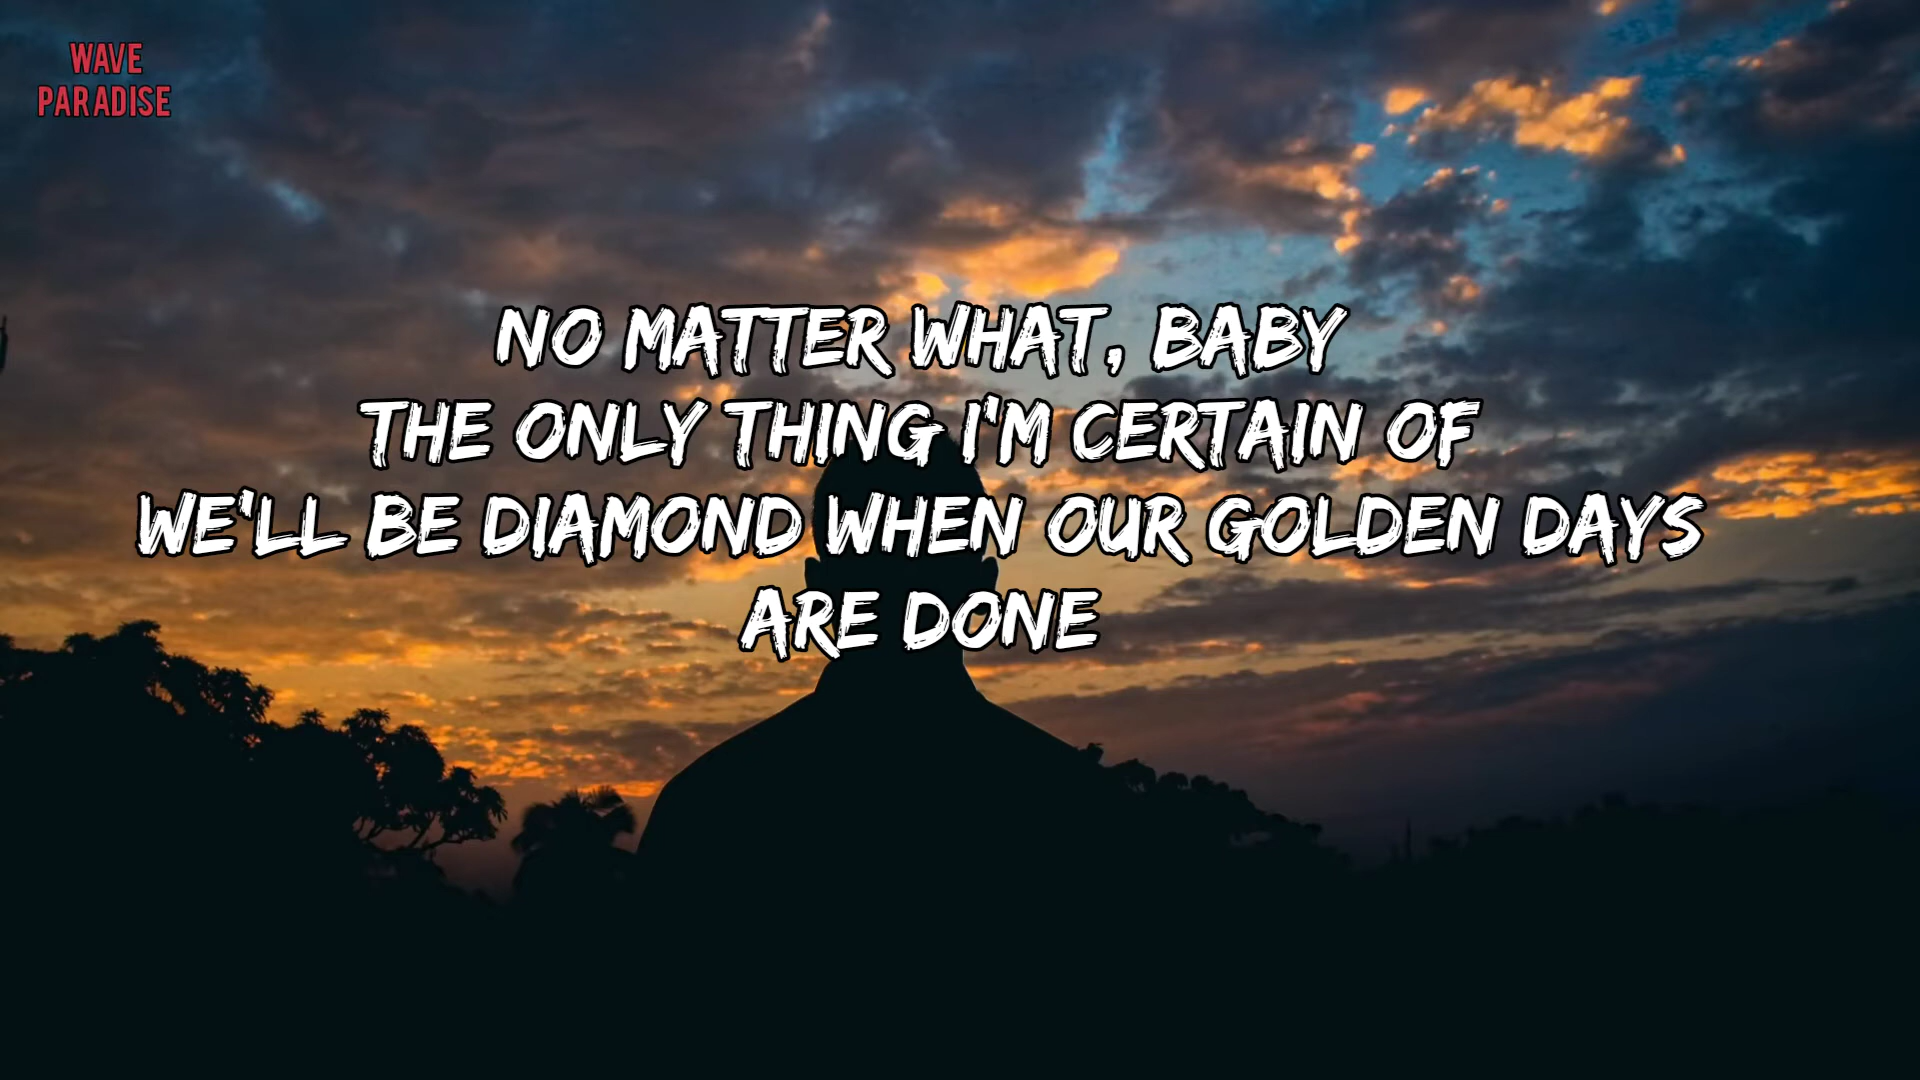 WAVE
PARADISE
NO MATTER WHAT, BABY
THE ONLY THING I'M CERTAIN OF
WE'LL BE DIAMOND WHEN OUR GOLDEN DAYS
ARE DONE